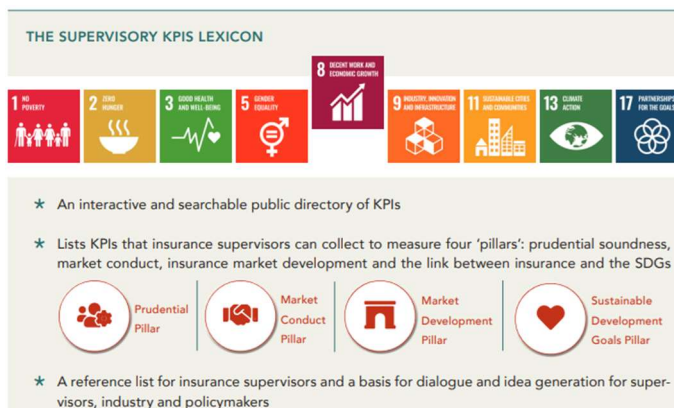 THE SUPERVISORY KPIS LEXICON
8 DECENT WORK AND
ECONOMIC GROWTH
1 NO
POVERTY
2 ZERO
HUNGER
3 GOOD HEALTH
AND WELL-BEING
5 GENDER
EQUALITY
9 INDUSTRY, INNOVATION
AND INFRASTRUCTURE
11 SUSTAINABLE CITIES
AND COMMUNITIES
13 CLIMATE
ACTION
17 PARTNERSHIPS
FOR THE GOALS
* An interactive and searchable public directory of KPIs
* Lists KPIs that insurance supervisors can collect to measure four ‘pillars’: prudential soundness,
market conduct, insurance market development and the link between insurance and the SDGs
Prudential
Pillar
Market
Conduct
Pillar
Market
Development
Pillar
Sustainable
Development
Goals Pillar
* A reference list for insurance supervisors and a basis for dialogue and idea generation for super-
visors, industry and policymakers